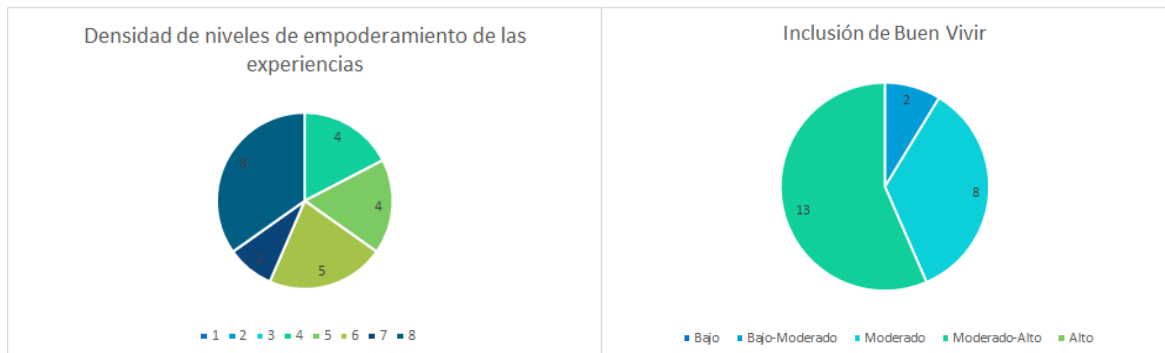 Densidad de niveles de empoderamiento de las
experiencias
4
4
5
2
8
1 2 3 4 5 6 7 8
Inclusión de Buen Vivir
2
8
13
Bajo Bajo-Moderado Moderado Moderado-Alto Alto